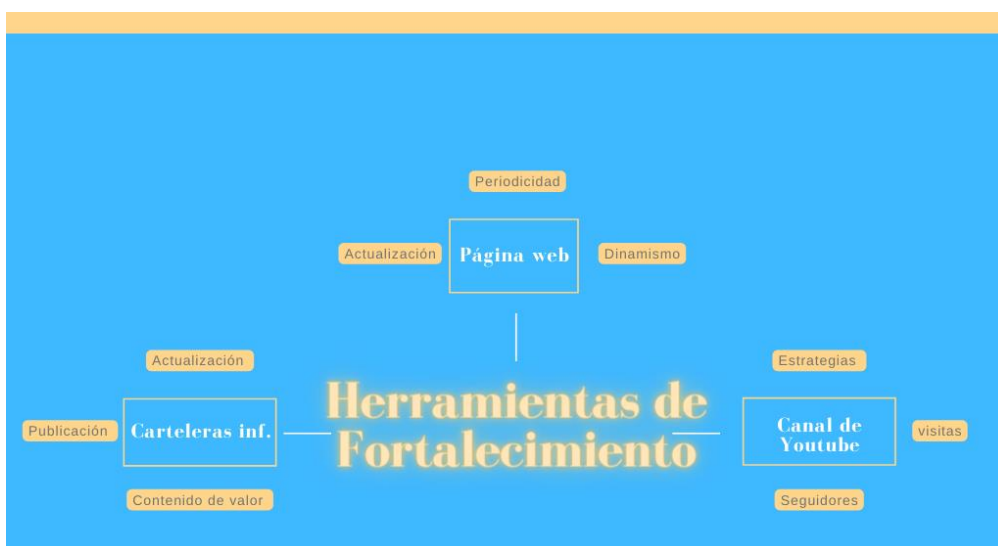 Periodicidad
Actualización
Página web
Dinamismo
Actualización
Estrategias
Herramientas de
Fortalecimiento
Publicación
Carteleras inf.
Canal de
Youtube
visitas
Contenido de valor
Seguidores